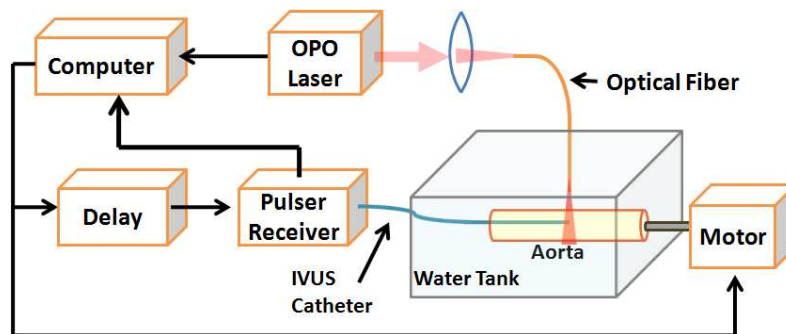 Computer
OPO
Laser
Optical Fiber
Delay
Pulser
Receiver
IVUS
Catheter
Water Tank
Aorta
Motor